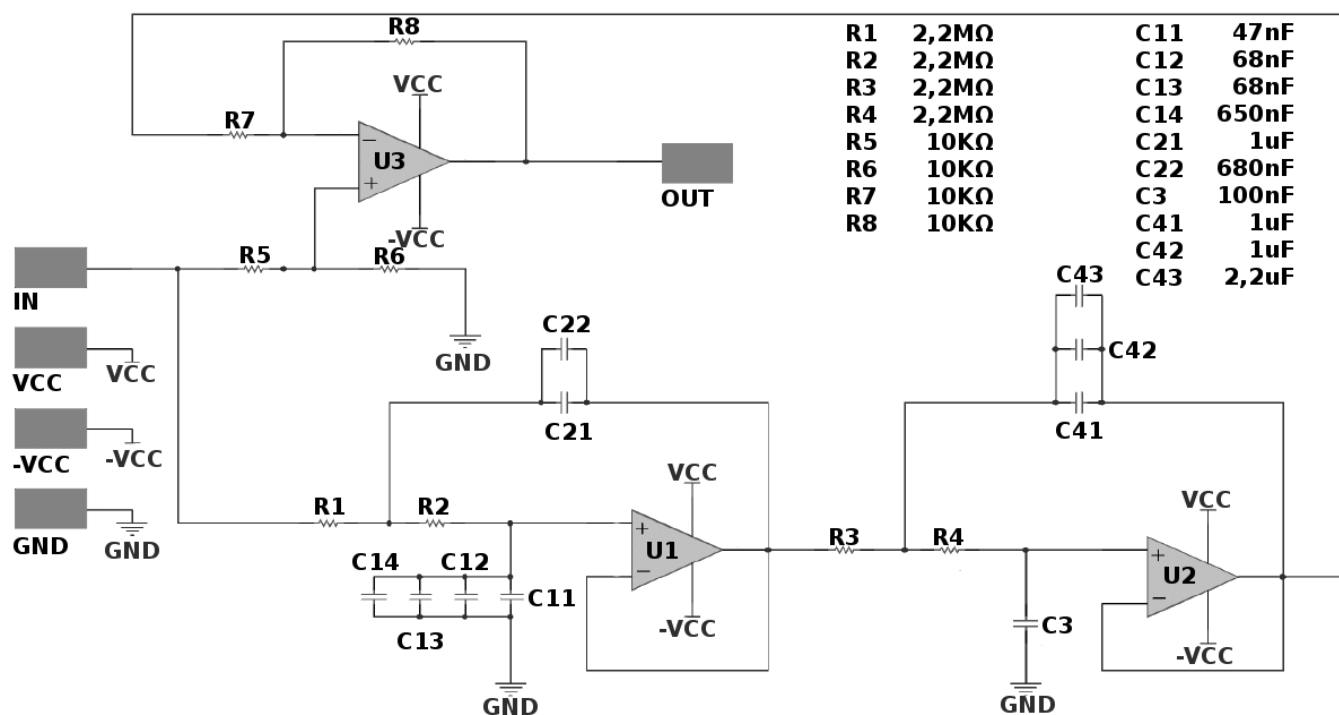 R8
R1 2,2MΩ C11 47nF
R2 2,2MΩ C12 68nF
R3 2,2MΩ C13 68nF
R4 2,2MΩ C14 650nF
R5 10KΩ C21 1uF
R6 10KΩ C22 680nF
R7 10KΩ C3 100nF
R8 10KΩ C41 1uF
C42 1uF
C43 2,2uF
VCC
R7
−
U3
+
OUT
-VCC
R5
R6
IN
GND
VCC
VCC
-VCC
-VCC
GND
GND
C22
C21
C43
C42
C41
R1
R2
VCC
+
U1
−
-VCC
C14
C12
C11
C13
GND
R3
R4
VCC
+
U2
−
-VCC
C3
GND